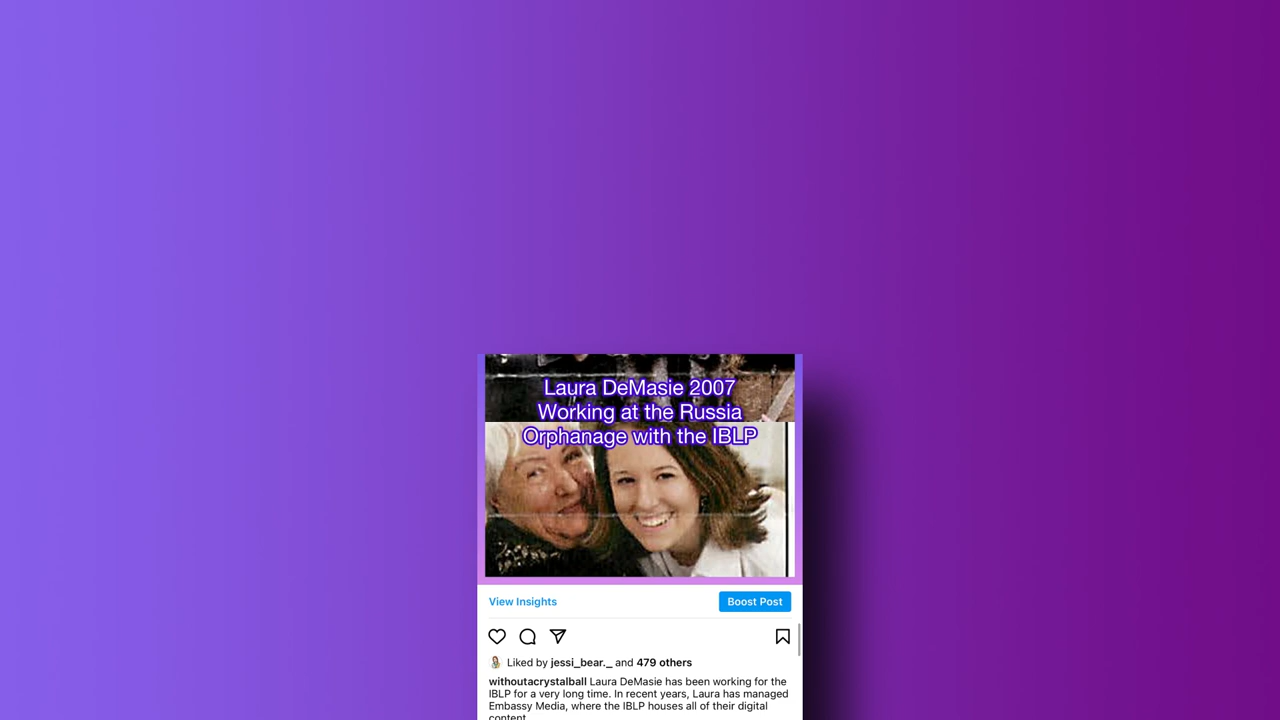 Laura DeMasie 2007
Working at the Russia
Orphanage with the IBLP
View Insights
Boost Post
Liked by jessi_bear._ and 479 others
withoutacrystalball Laura DeMasie has been working for the
IBLP for a very long time. In recent years, Laura has managed
Embassy Media, where the IBLP houses all of their digital
content